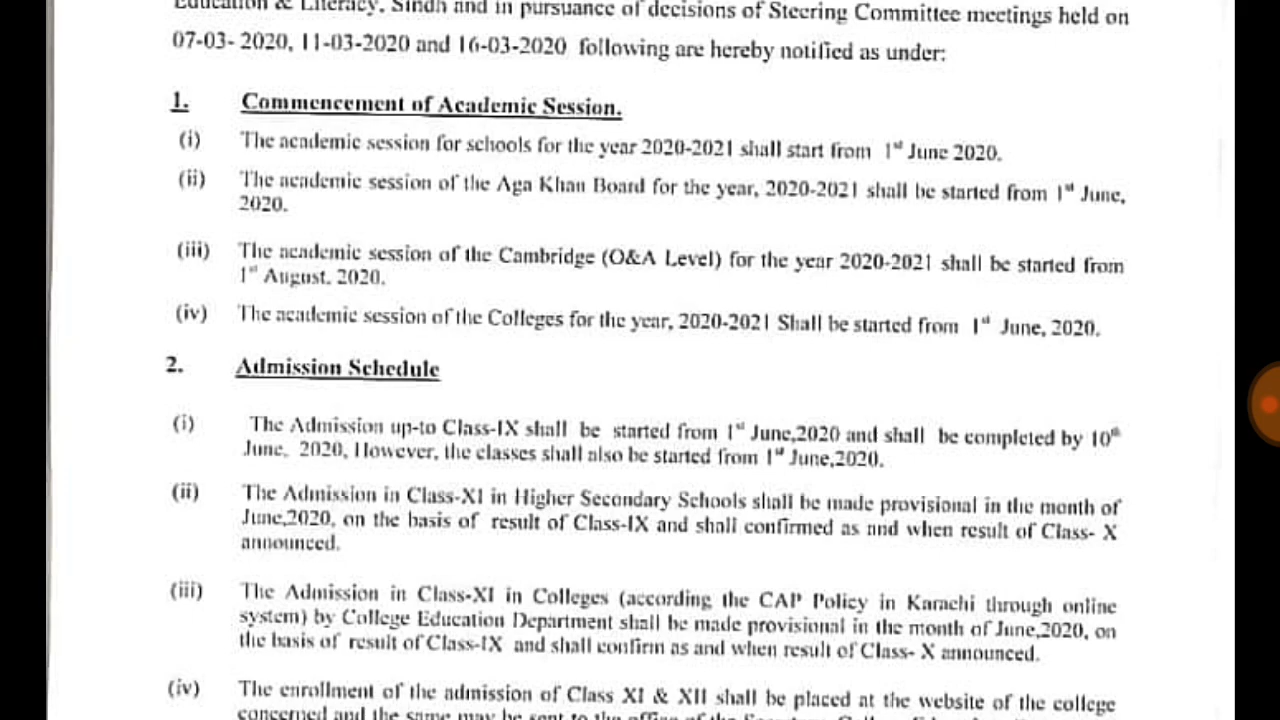 Education & Literacy, Sindh and in pursuance of decisions of Steering Committee meetings held on
07-03- 2020, 11-03-2020 and 16-03-2020 following are hereby notified as under:
1. Commencement of Academic Session.
(i) The academic session for schools for the year 2020-2021 shall start from 1st June 2020.
(ii) The academic session of the Aga Khan Board for the year, 2020-2021 shall be started from 1st June,
2020.
(iii) The academic session of the Cambridge (O&A Level) for the year 2020-2021 shall be started from
1st August. 2020.
(iv) The academic session of the Colleges for the year, 2020-2021 Shall be started from 1st June, 2020.
2. Admission Schedule
(i) The Admission up-to Class-IX shall be started from 1st June,2020 and shall be completed by 10th
June, 2020, However, the classes shall also be started from 1st June,2020.
(ii) The Admission in Class-XI in Higher Secondary Schools shall be made provisional in the month of
June,2020, on the basis of result of Class-IX and shall confirmed as and when result of Class- X
announced.
(iii) The Admission in Class-XI in Colleges (according the CAP Policy in Karachi through online
system) by College Education Department shall be made provisional in the month of June,2020, on
the basis of result of Class-IX and shall confirm as and when result of Class- X announced.
(iv) The enrollment of the admission of Class XI & XII shall be placed at the website of the college
concerned and the same may be sent to the office of the